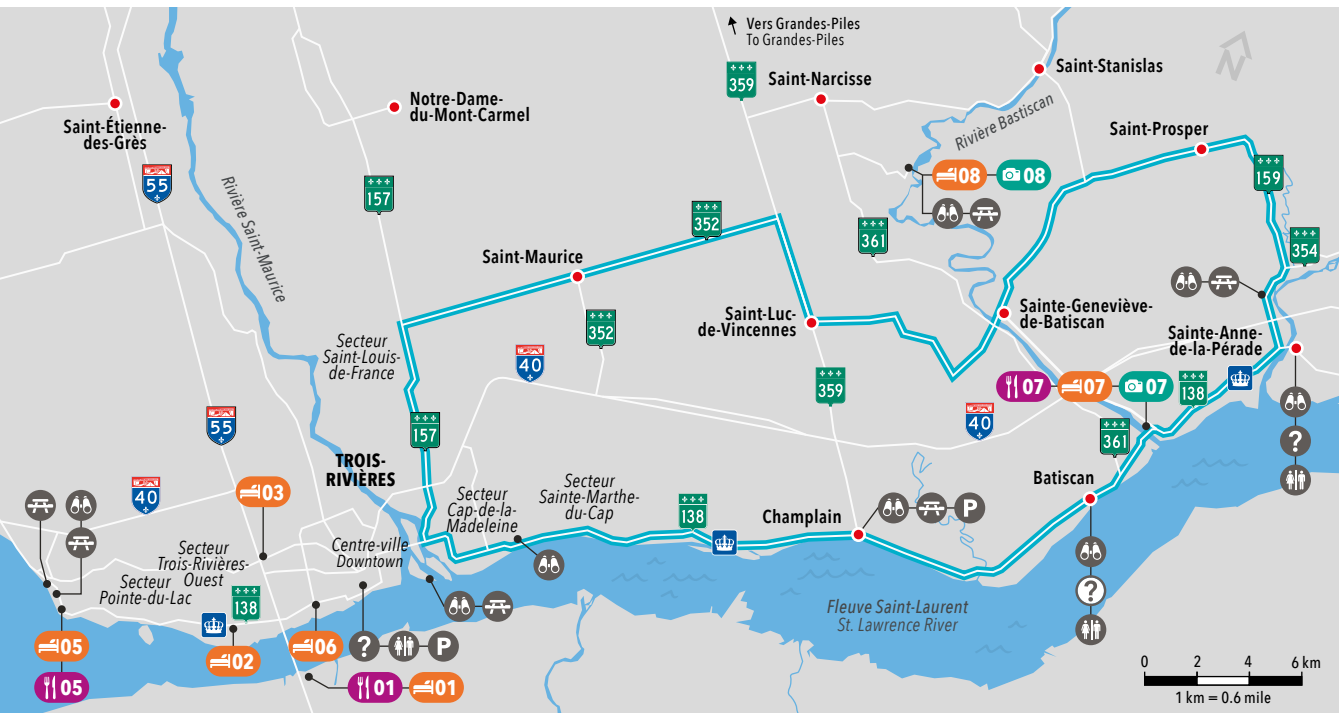 Vers Grandes-Piles
To Grandes-Piles
359
Saint-Narcisse
Saint-Stanislas
Notre-Dame-
du-Mont-Carmel
Saint-Étienne-
des-Grès
Rivière Bastiscan
Saint-Prosper
55
157
Rivière Saint-Maurice
08
08
159
352
361
354
Saint-Maurice
Saint-Luc-
de-Vincennes
Sainte-Geneviève-
de-Batiscan
Sainte-Anne-
de-la-Pérade
352
Secteur
Saint-Louis-
de-France
40
359
07
07
07
138
40
361
55
157
TROIS-
RIVIÈRES
Batiscan
03
40
Secteur
Cap-de-la-
Madeleine
Secteur
Sainte-Marthe-
du-Cap
138
Champlain
P
?
?
Secteur
Trois-Rivières-
Ouest
Secteur
Pointe-du-Lac
Centre-ville
Downtown
138
Fleuve Saint-Laurent
St. Lawrence River
05
02
06
?
P
05
01
01
0 2 4 6 km
1 km = 0.6 mile